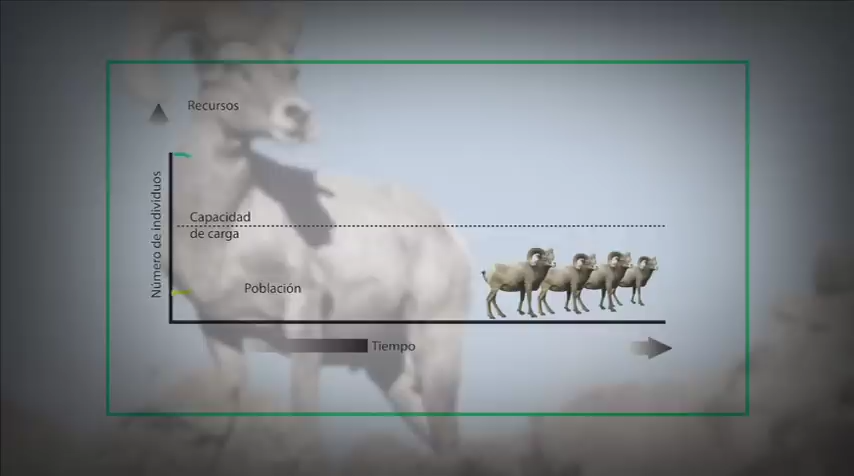 Recursos
Número de individuos
Capacidad
de carga
Población
Tiempo